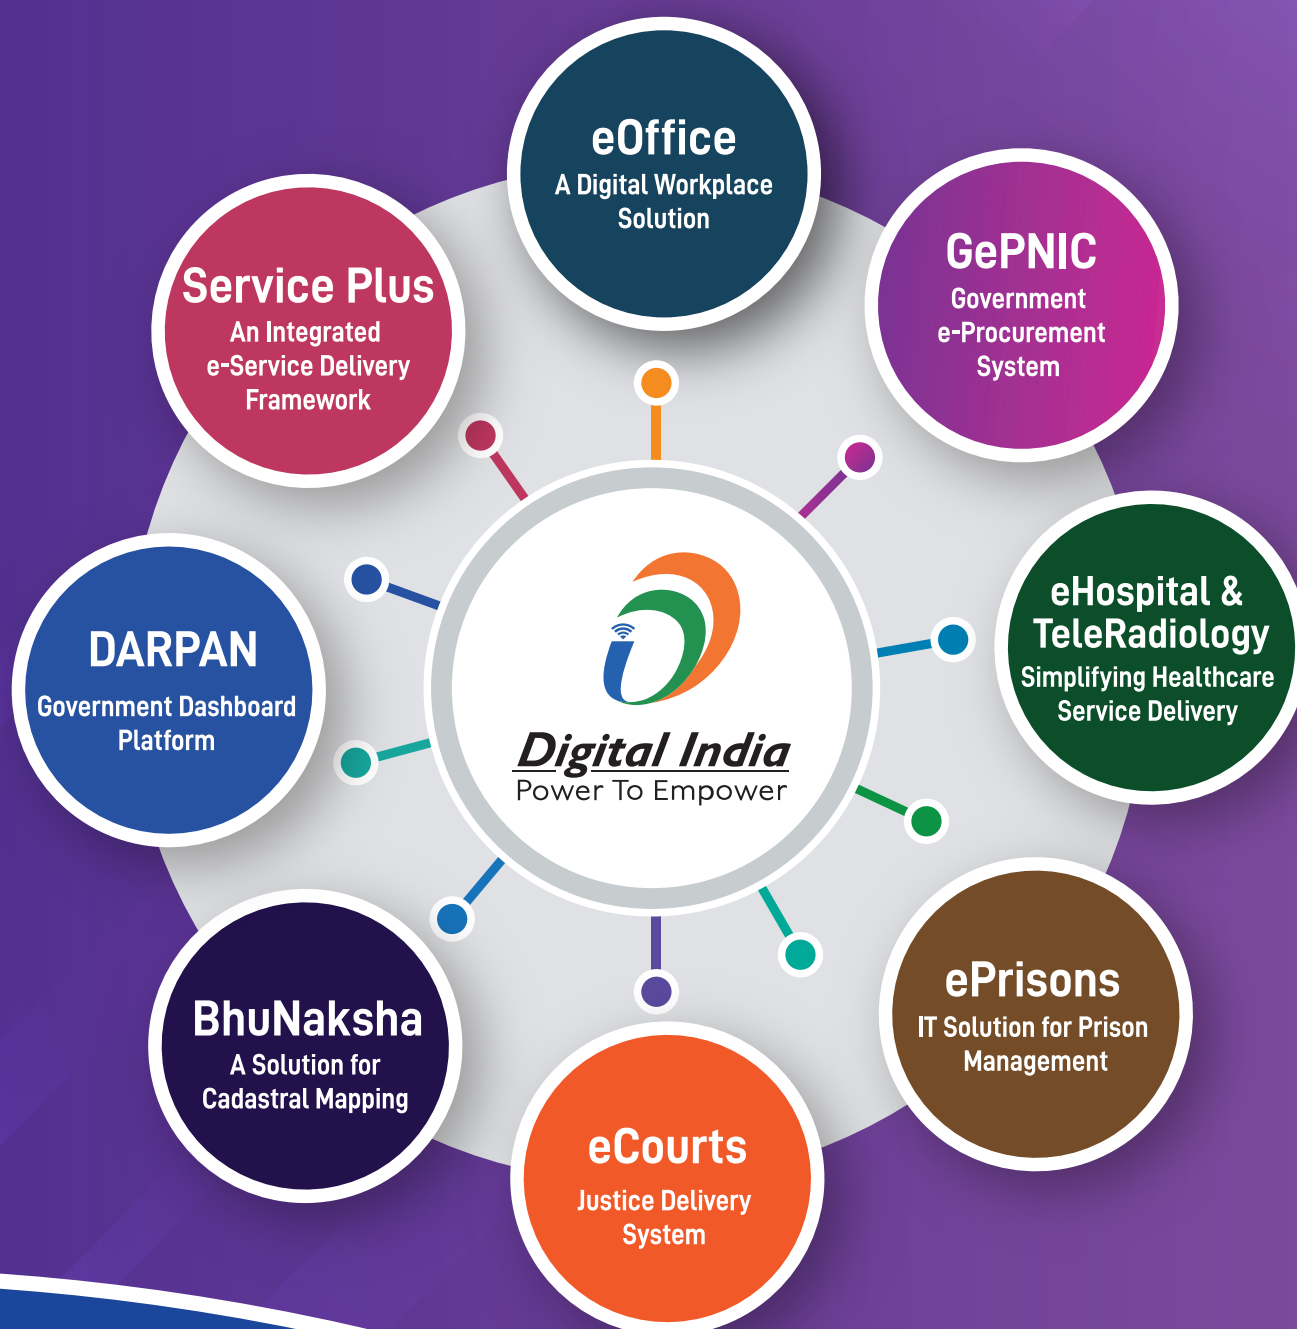 eOffice
A Digital Workplace
Solution
GePNIC
Government
e-Procurement
System
eHospital &
TeleRadiology
Simplifying Healthcare
Service Delivery
ePrisons
IT Solution for Prison
Management
eCourts
Justice Delivery
System
BhuNaksha
A Solution for
Cadastral Mapping
DARPAN
Government Dashboard
Platform
Service Plus
An Integrated
e-Service Delivery
Framework
Digital India
Power To Empower